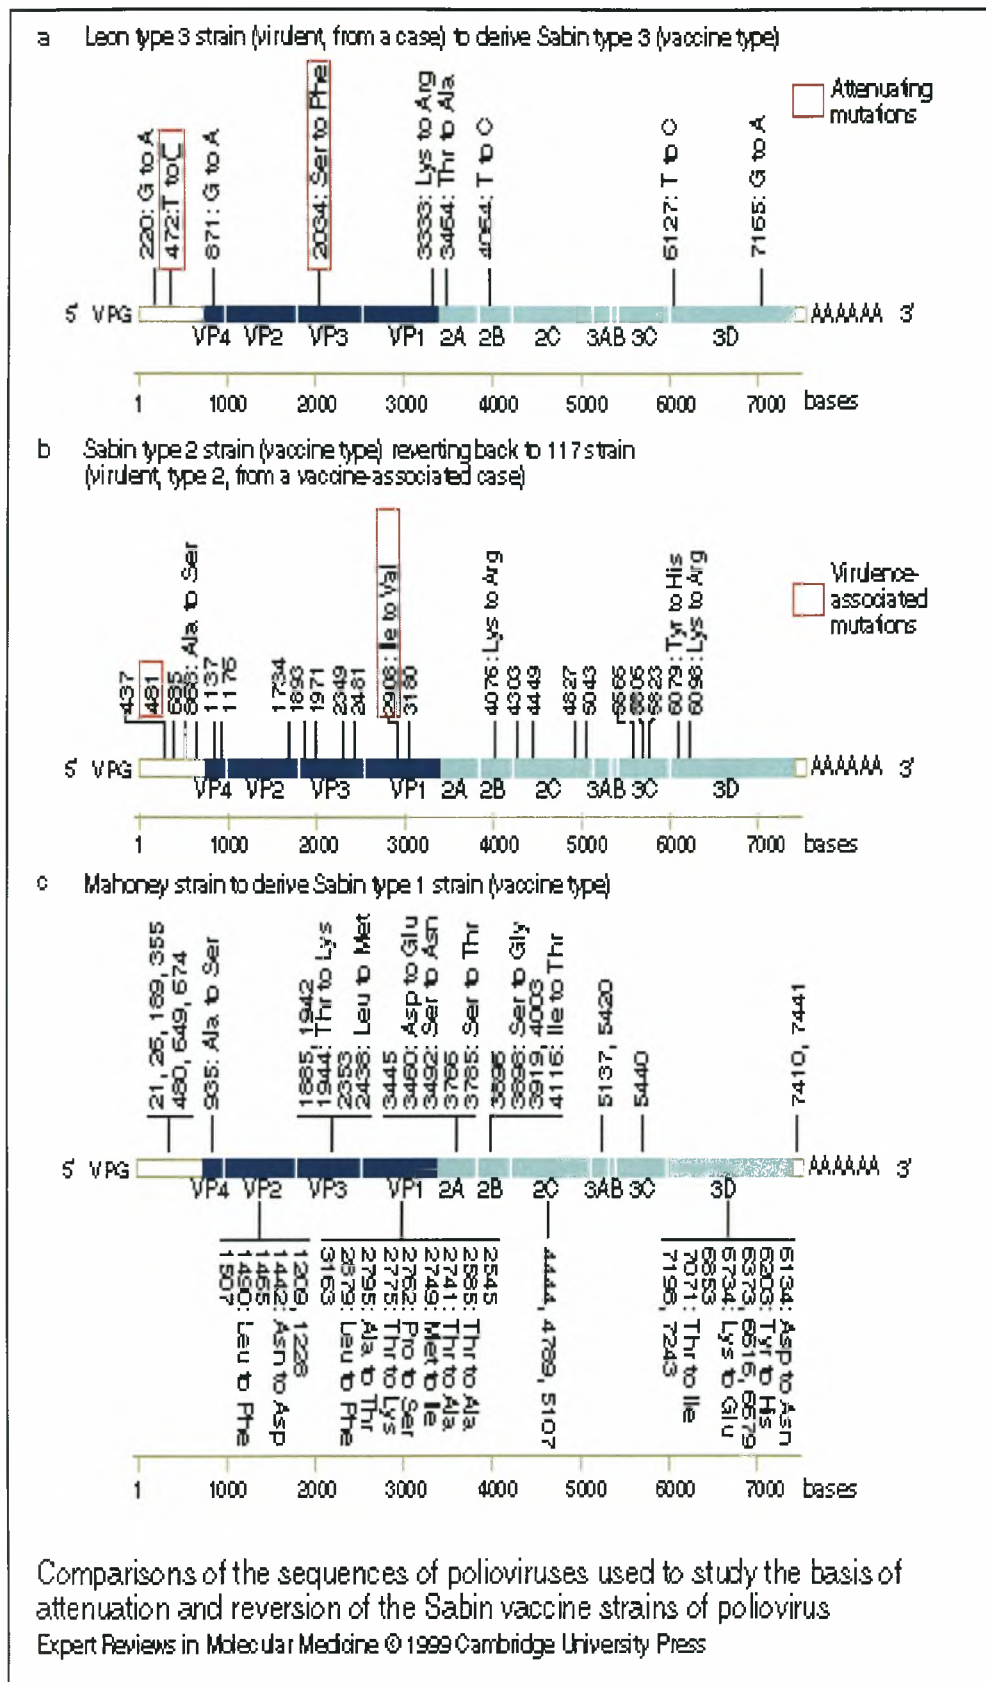 a Leon type 3 strain (virulent, from a case) to derive Sabin type 3 (vaccine type)
Attenuating
mutations
220: G to A
472:T to C
871: G to A
2034: Ser to Phe
3333: Lys to Arg
3464: Thr to Ala
4064: T to C
6127: T to C
7165: G to A
5' VPG AAAAAA 3'
VP4 VP2 VP3 VP1 2A 2B 2C 3AB 3C 3D
1 1000 2000 3000 4000 5000 6000 7000 bases
b Sabin type 2 strain (vaccine type) reverting back to 117 strain
(virulent, type 2, from a vaccine-associated case)
Virulence-
associated
mutations
437
481
685
868: Ala to Ser
1137
1176
1734
1893
1971
2349
2481
2908: Ile to Val
3180
4076: Lys to Arg
4303
4449
4827
5043
6079: Tyr to His
6098: Lys to Arg
5' VPG AAAAAA 3'
VP4 VP2 VP3 VP1 2A 2B 2C 3AB 3C 3D
1 1000 2000 3000 4000 5000 6000 7000 bases
c Mahoney strain to derive Sabin type 1 strain (vaccine type)
21, 26, 189, 355
480, 649, 674
935: Ala to Ser
1885, 1942
1944: Thr to Lys
2353
2438: Leu to Met
3445
3460: Asp to Glu
3492: Ser to Asn
3766
3785: Ser to Thr
3896
3898: Ser to Gly
3919, 4003
4116: Ile to Thr
5137, 5420
5440
7410, 7441
5' VPG AAAAAA 3'
VP4 VP2 VP3 VP1 2A 2B 2C 3AB 3C 3D
1209, 1228
1442: Asn to Asp
1465
1490: Leu to Phe
1507
2545
2585: Thr to Ala
2741: Thr to Ala
2749: Met to Ile
2762: Pro to Ser
2775: Thr to Lys
2795: Ala to Thr
2879: Leu to Phe
3163
4444, 4789, 5107
6134: Asp to Asn
6203: Tyr to His
6373, 6616, 6679
6734: Lys to Glu
6853
7071: Thr to Ile
7198, 7243
1 1000 2000 3000 4000 5000 6000 7000 bases
Comparisons of the sequences of polioviruses used to study the basis of
attenuation and reversion of the Sabin vaccine strains of poliovirus
Expert Reviews in Molecular Medicine © 1999 Cambridge University Press